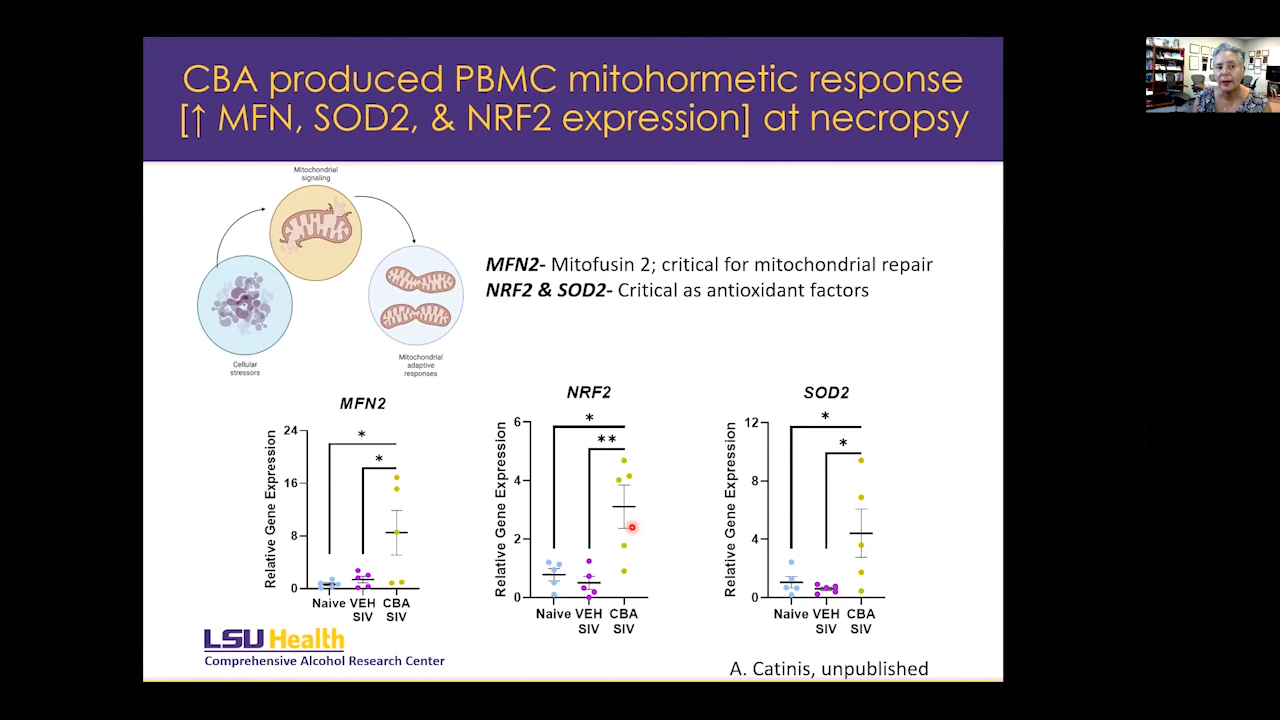 CBA produced PBMC mitohormetic response
[↑ MFN, SOD2, & NRF2 expression] at necropsy
Mitochondrial
signaling
Cellular
stressors
Mitochondrial
adaptive
responses
MFN2- Mitofusin 2; critical for mitochondrial repair
NRF2 & SOD2- Critical as antioxidant factors
MFN2
Relative Gene Expression
24
16
8
0
*
*
Naive VEH CBA
SIV SIV
NRF2
Relative Gene Expression
6
4
2
0
*
**
Naive VEH CBA
SIV SIV
SOD2
Relative Gene Expression
12
8
4
0
*
*
Naive VEH CBA
SIV SIV
LSU Health
Comprehensive Alcohol Research Center
A. Catinis, unpublished